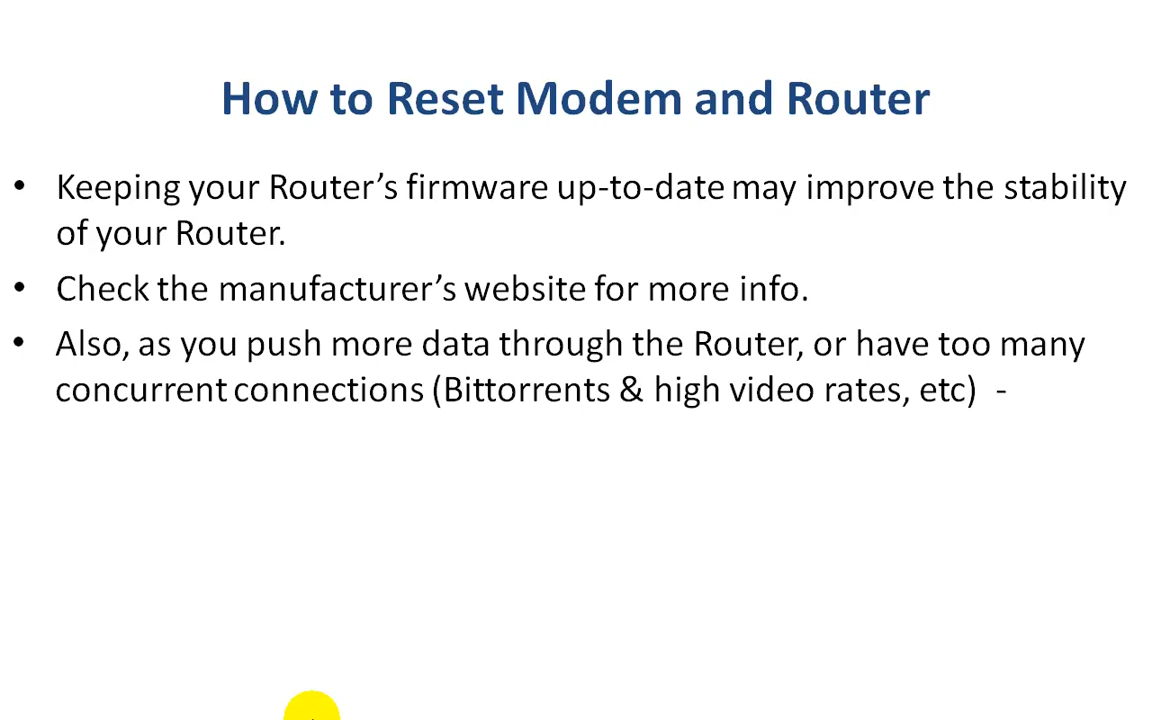 How to Reset Modem and Router
• Keeping your Router’s firmware up-to-date may improve the stability
of your Router.
• Check the manufacturer’s website for more info.
• Also, as you push more data through the Router, or have too many
concurrent connections (Bittorrents & high video rates, etc)  -